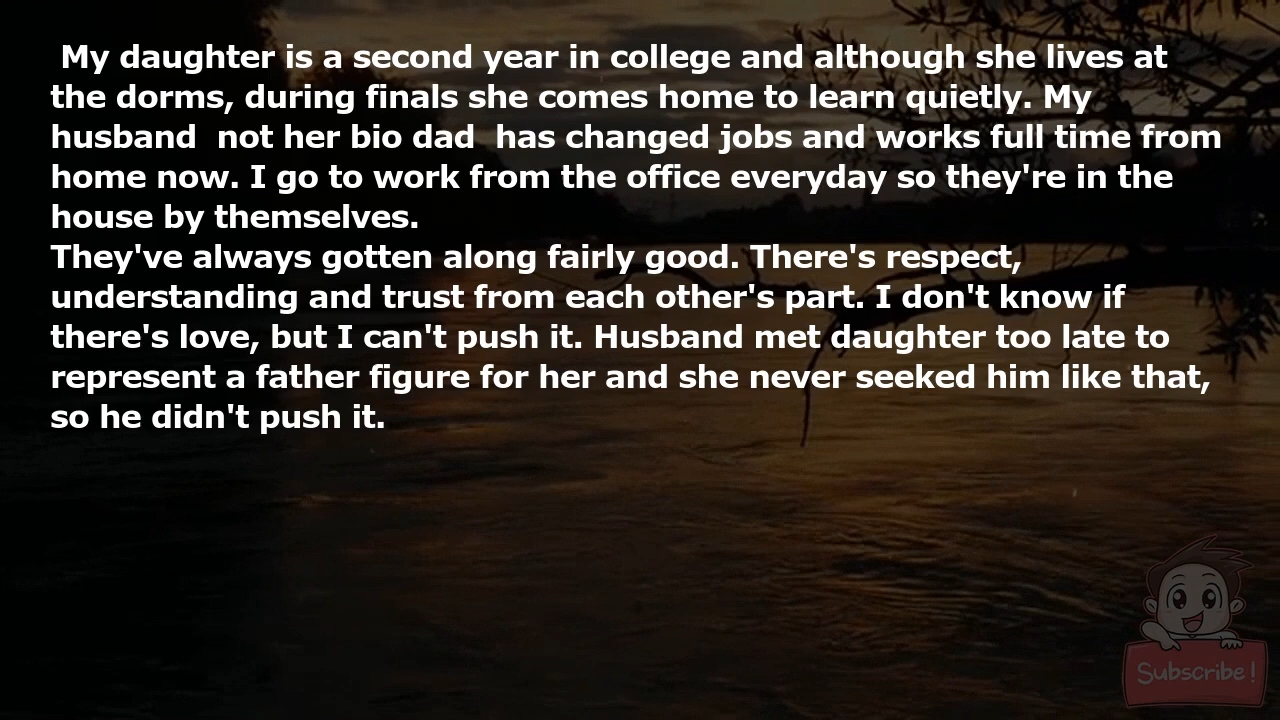 My daughter is a second year in college and although she lives at
the dorms, during finals she comes home to learn quietly. My
husband  not her bio dad  has changed jobs and works full time from
home now. I go to work from the office everyday so they're in the
house by themselves.
They've always gotten along fairly good. There's respect,
understanding and trust from each other's part. I don't know if
there's love, but I can't push it. Husband met daughter too late to
represent a father figure for her and she never seeked him like that,
so he didn't push it.
Subscribe!